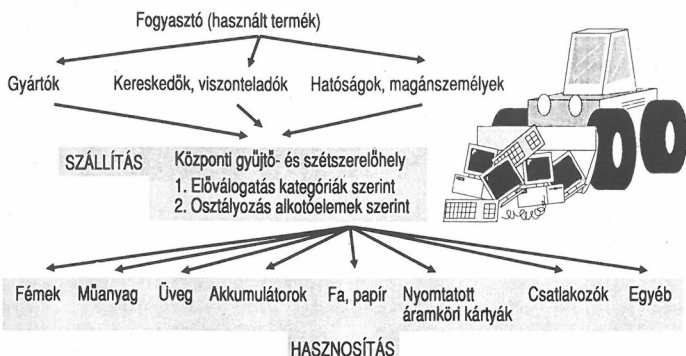 Fogyasztó (használt termék)
Gyártók
Kereskedők, viszonteladók
Hatóságok, magánszemélyek
SZÁLLÍTÁS
Központi gyűjtő- és szétszerelőhely
1. Előválogatás kategóriák szerint
2. Osztályozás alkotóelemek szerint
Fémek
Műanyag
Üveg
Akkumulátorok
Fa, papír
Nyomtatott
áramköri kártyák
Csatlakozók
Egyéb
HASZNOSÍTÁS